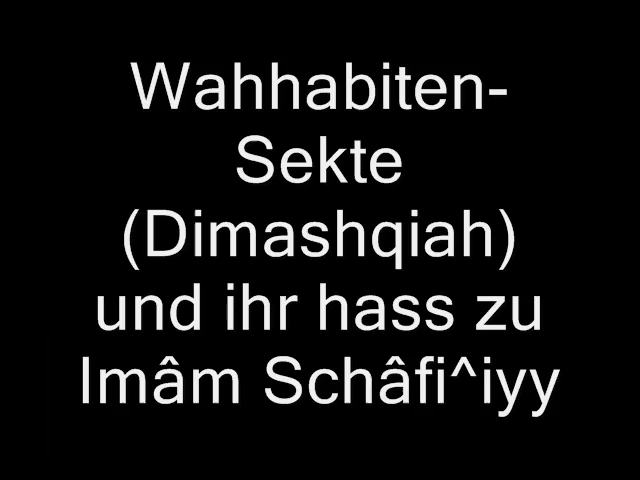 Wahhabiten-
Sekte
(Dimashqiah)
und ihr hass zu
Imâm Schâfi^iyy